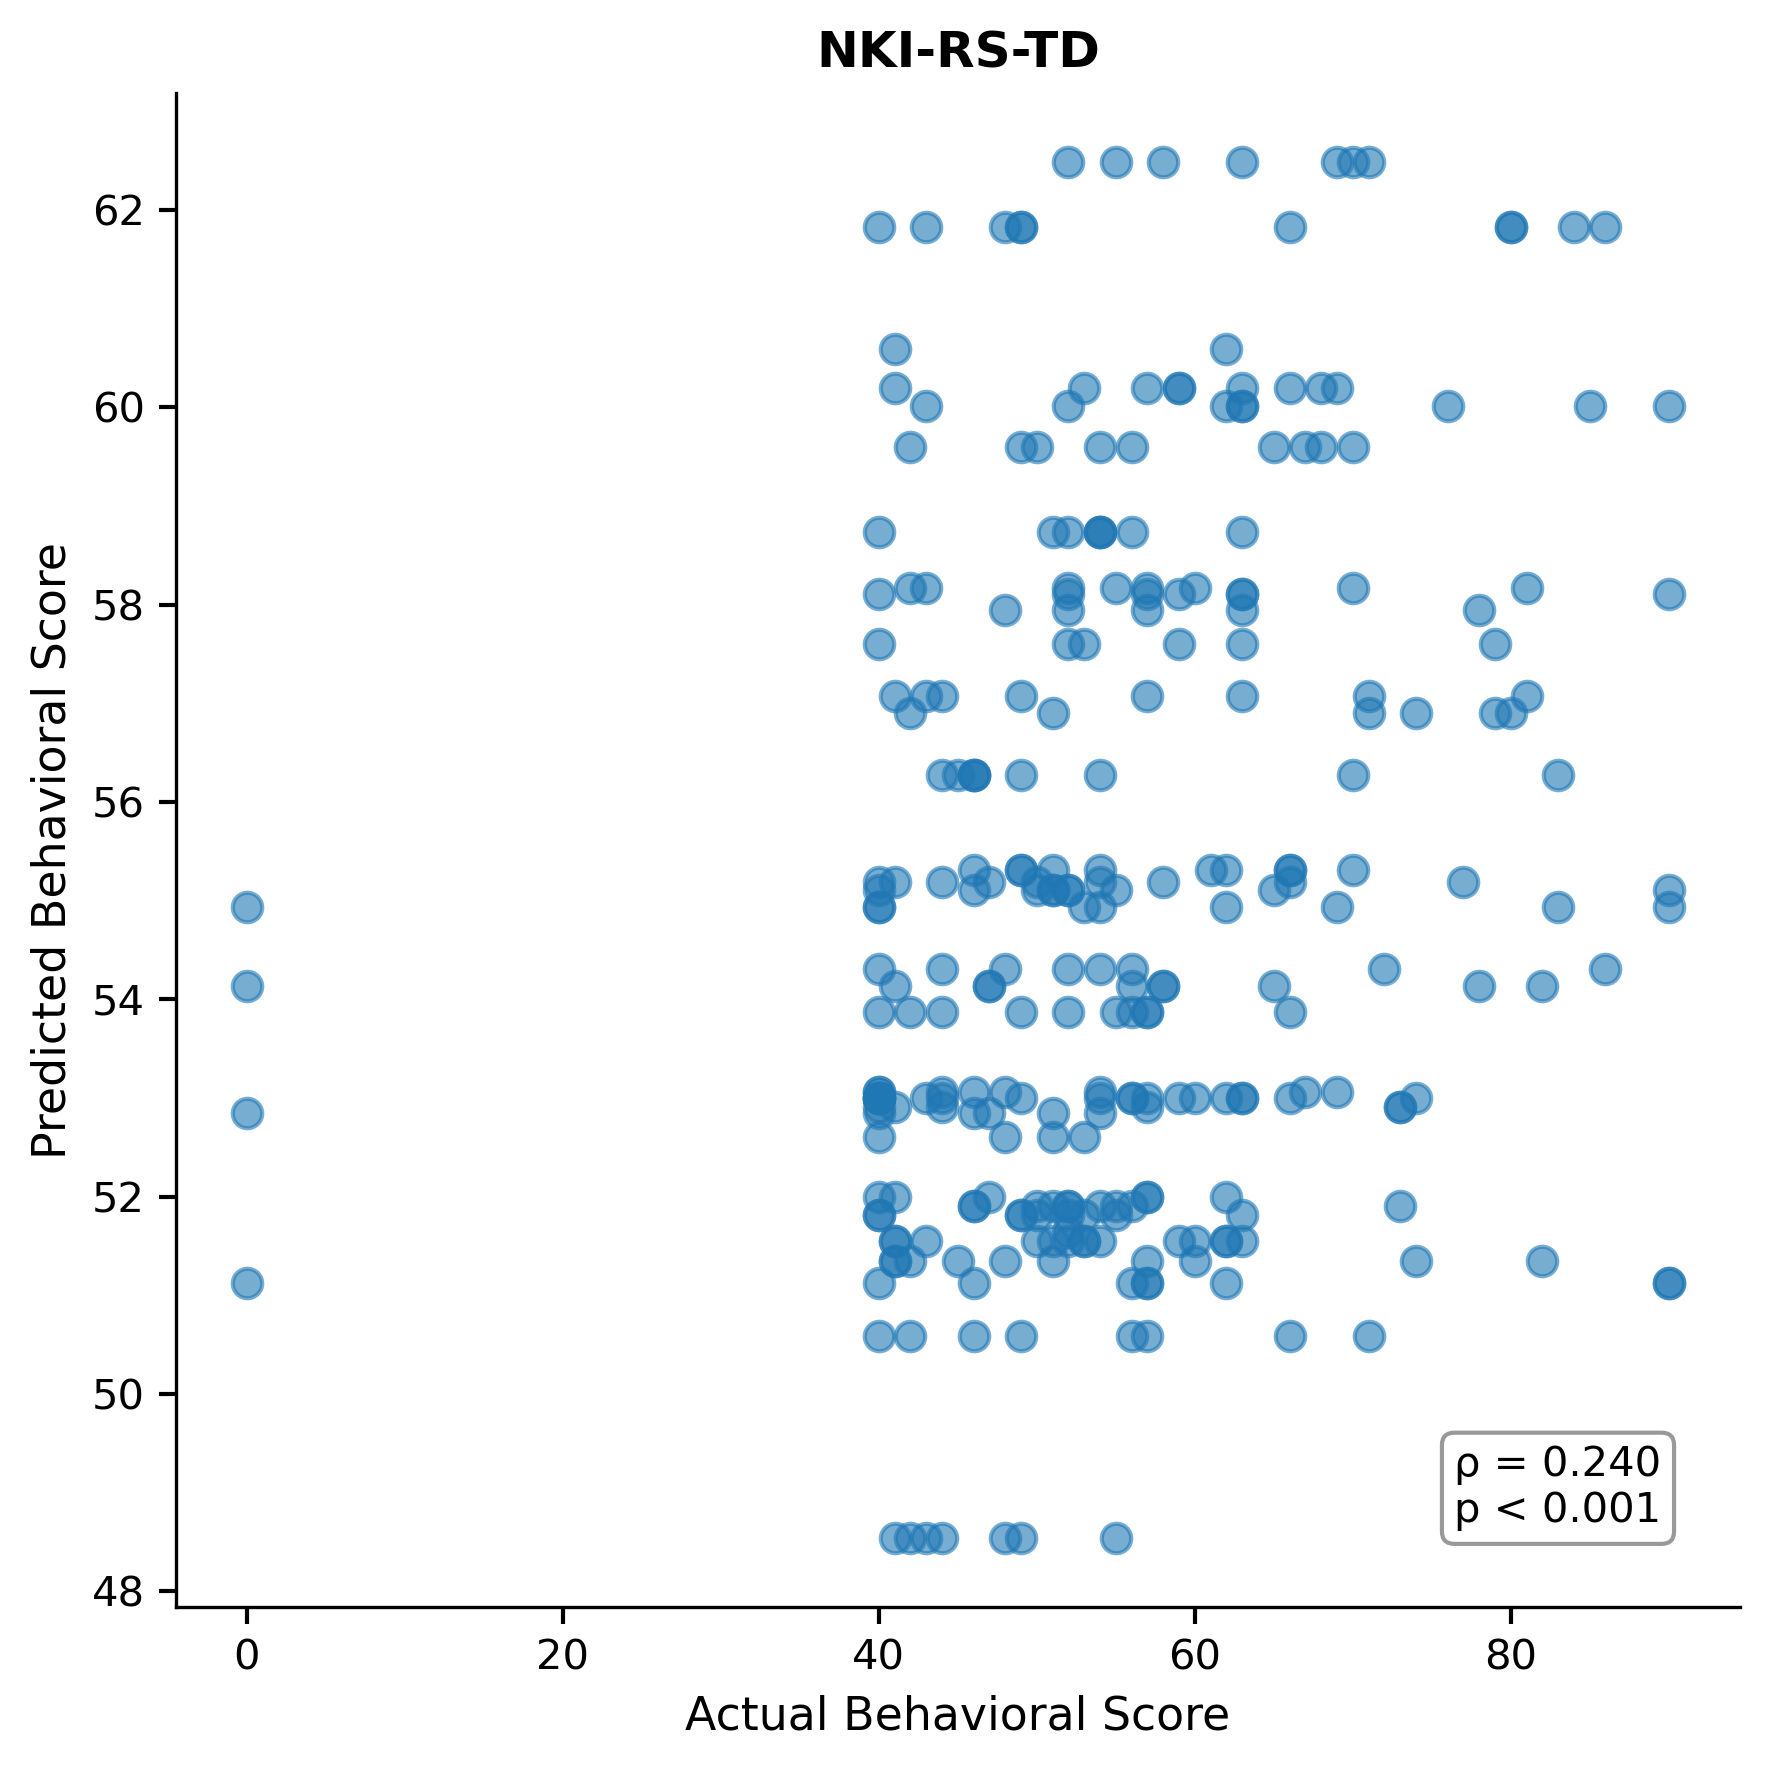 NKI-RS-TD
Predicted Behavioral Score
62
60
58
56
54
52
50
48
ρ = 0.240
p < 0.001
0 20 40 60 80
Actual Behavioral Score